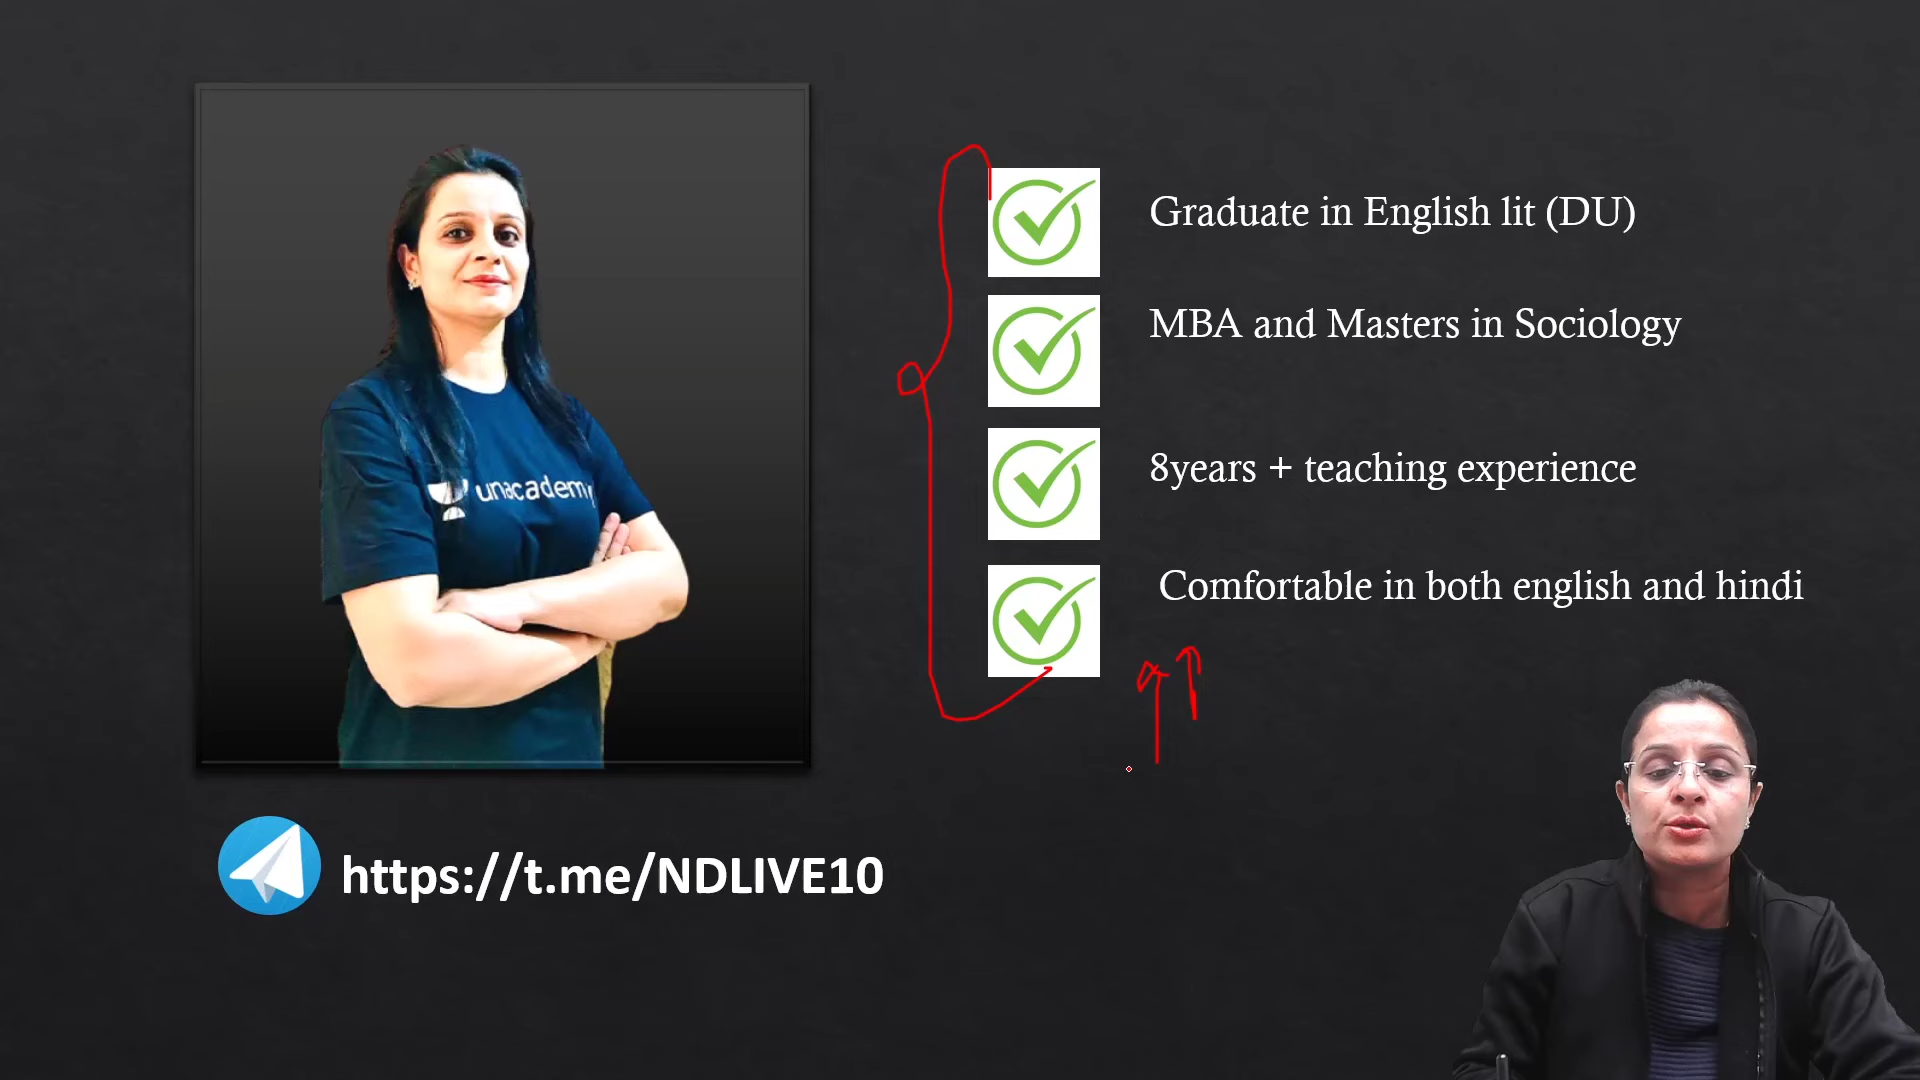 Graduate in English lit (DU)
MBA and Masters in Sociology
8years + teaching experience
Comfortable in both english and hindi
unacademy
https://t.me/NDLIVE10